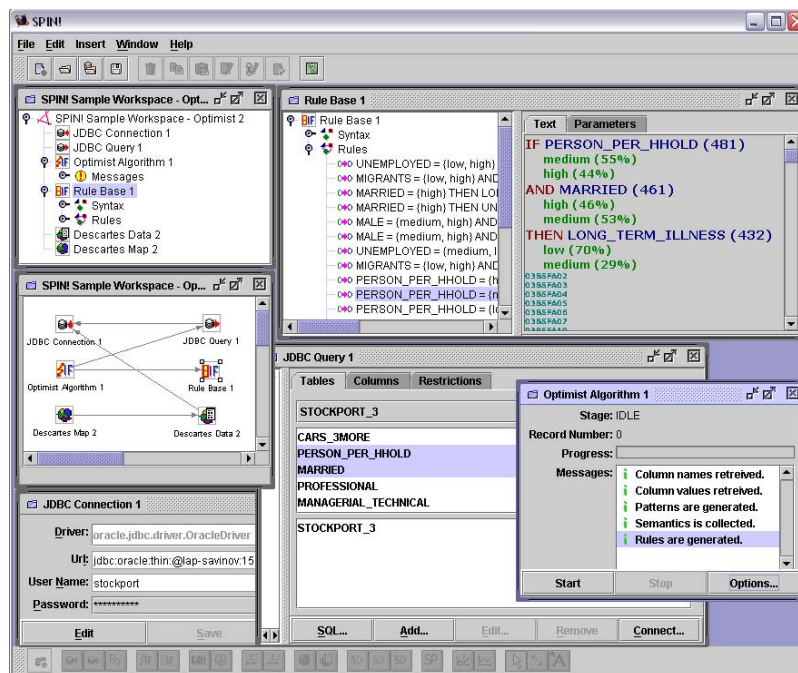 SPIN!
File Edit Insert Window Help
SPIN! Sample Workspace - Opt...
SPIN! Sample Workspace - Optimist 2
JDBC Connection 1
JDBC Query 1
Optimist Algorithm 1
Messages
Rule Base 1
Syntax
Rules
Descartes Data 2
Descartes Map 2
Rule Base 1
Rule Base 1
Syntax
Rules
UNEMPLOYED = {low, high}
MIGRANTS = {low, high} AND
MARRIED = {high} THEN LO
MARRIED = {high} THEN UN
MALE = {medium, high} AND
MALE = {medium, high} AND
UNEMPLOYED = {medium, l
MIGRANTS = {low, high} AND
PERSON_PER_HHOLD = {h
PERSON_PER_HHOLD = {n
PERSON_PER_HHOLD = {lo
Text Parameters
IF PERSON_PER_HHOLD (481)
medium (55%)
high (44%)
AND MARRIED (461)
high (46%)
medium (53%)
THEN LONG_TERM_ILLNESS (432)
low (70%)
medium (29%)
03BSFA02
03BSFA03
03BSFA04
03BSFA05
03BSFA06
03BSFA07
SPIN! Sample Workspace - Op...
JDBC Connection 1
JDBC Query 1
Optimist Algorithm 1
Rule Base 1
Descartes Map 2
Descartes Data 2
JDBC Query 1
Tables Columns Restrictions
STOCKPORT_3
CARS_3MORE
PERSON_PER_HHOLD
MARRIED
PROFESSIONAL
MANAGERIAL_TECHNICAL
STOCKPORT_3
SQL... Add... Edit... Remove Connect...
Optimist Algorithm 1
Stage: IDLE
Record Number: 0
Progress:
Messages:
Column names retreived.
Column values retreived.
Patterns are generated.
Semantics is collected.
Rules are generated.
Start Stop Options...
JDBC Connection 1
Driver: oracle.jdbc.driver.OracleDriver
Url: jdbc:oracle:thin:@lap-savinov:15
User Name: stockport
Password: **********
Edit Save